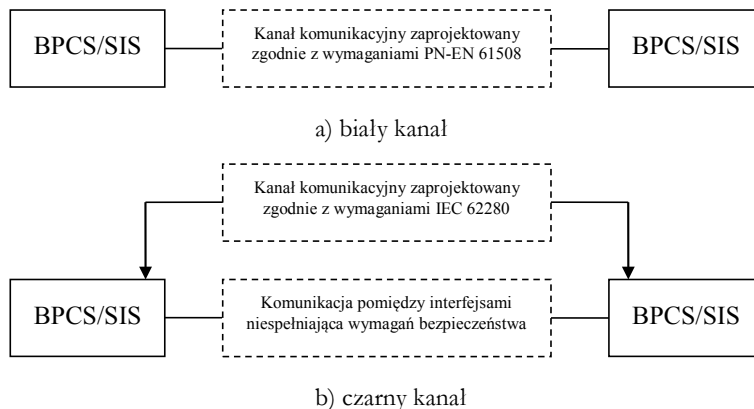 BPCS/SIS
Kanał komunikacyjny zaprojektowany
zgodnie z wymaganiami PN-EN 61508
BPCS/SIS
a) biały kanał
Kanał komunikacyjny zaprojektowany
zgodnie z wymaganiami IEC 62280
BPCS/SIS
Komunikacja pomiędzy interfejsami
niespełniająca wymagań bezpieczeństwa
BPCS/SIS
b) czarny kanał